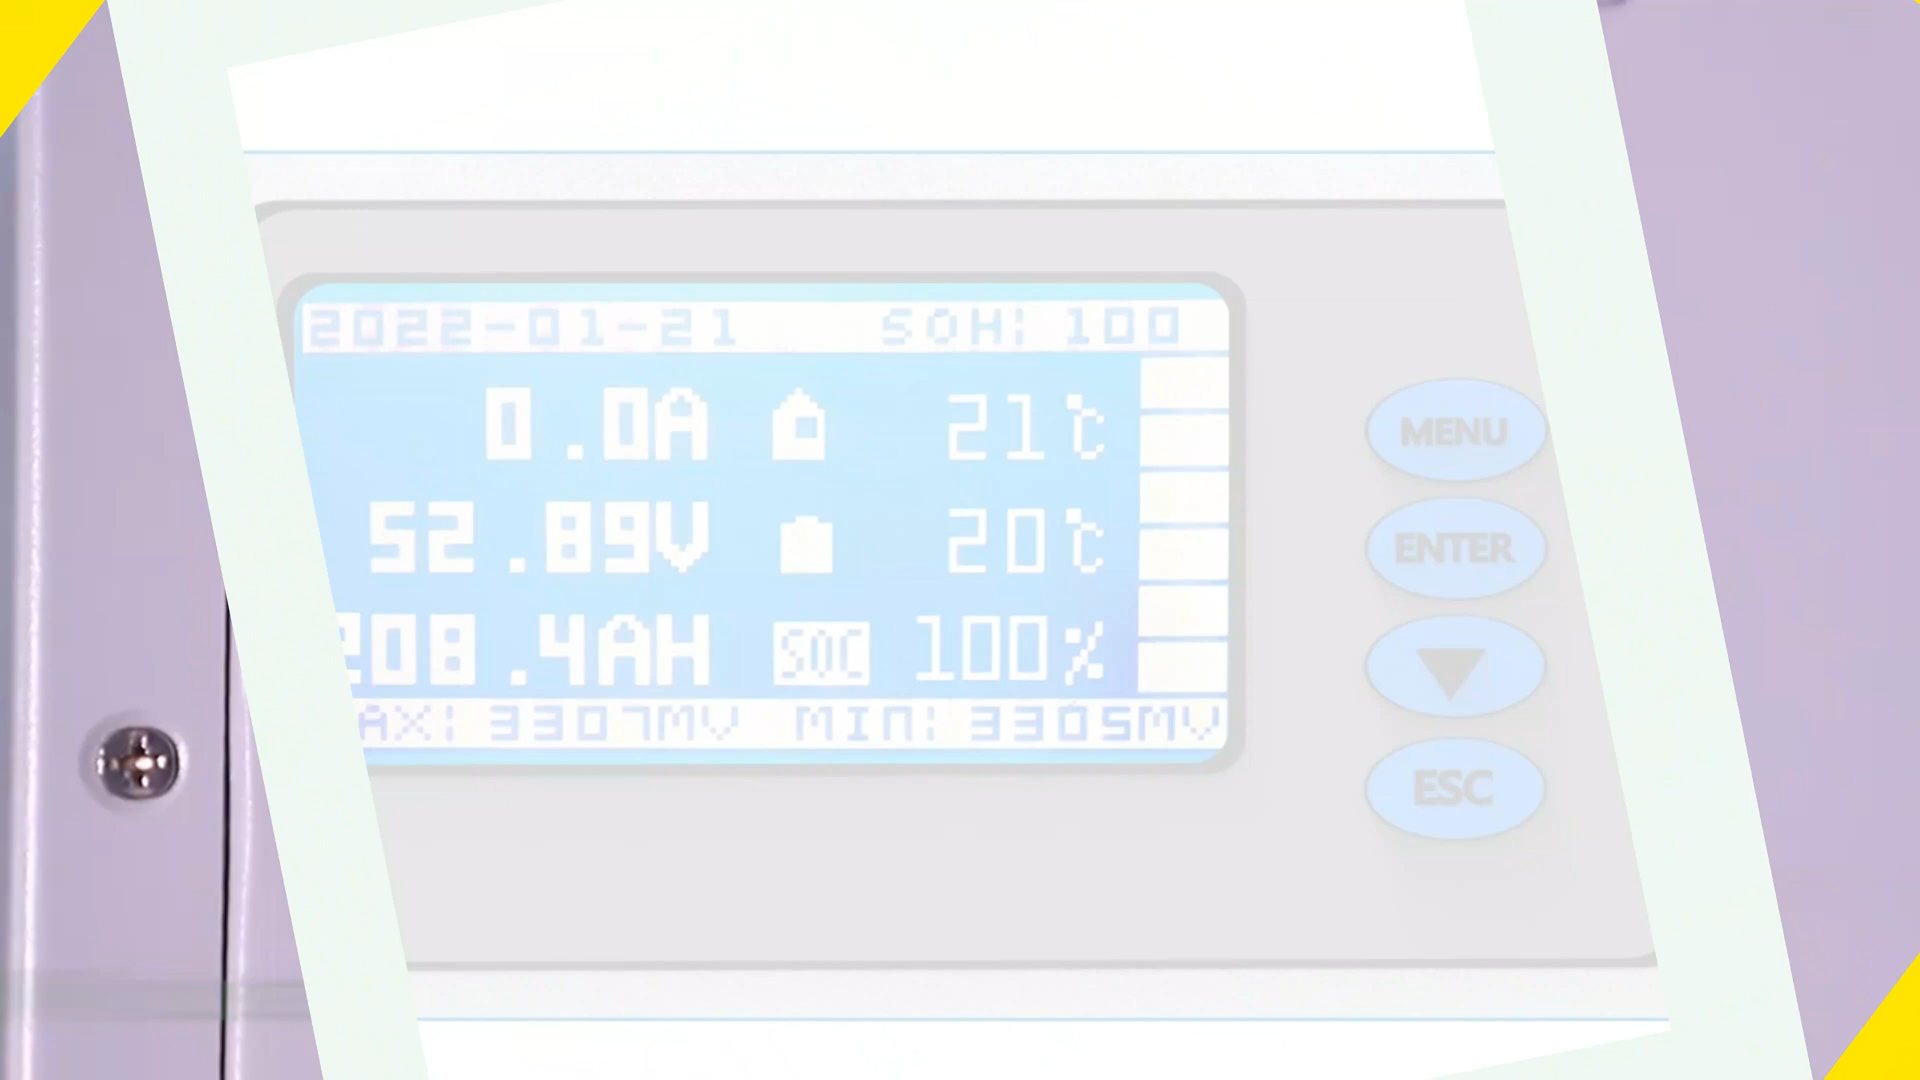 2022-01-21 SOH: 100
0.0A 21℃
52.89V 20℃
208.4AH SOC 100%
AX: 3307MV MIN: 3305MV
MENU
ENTER
ESC